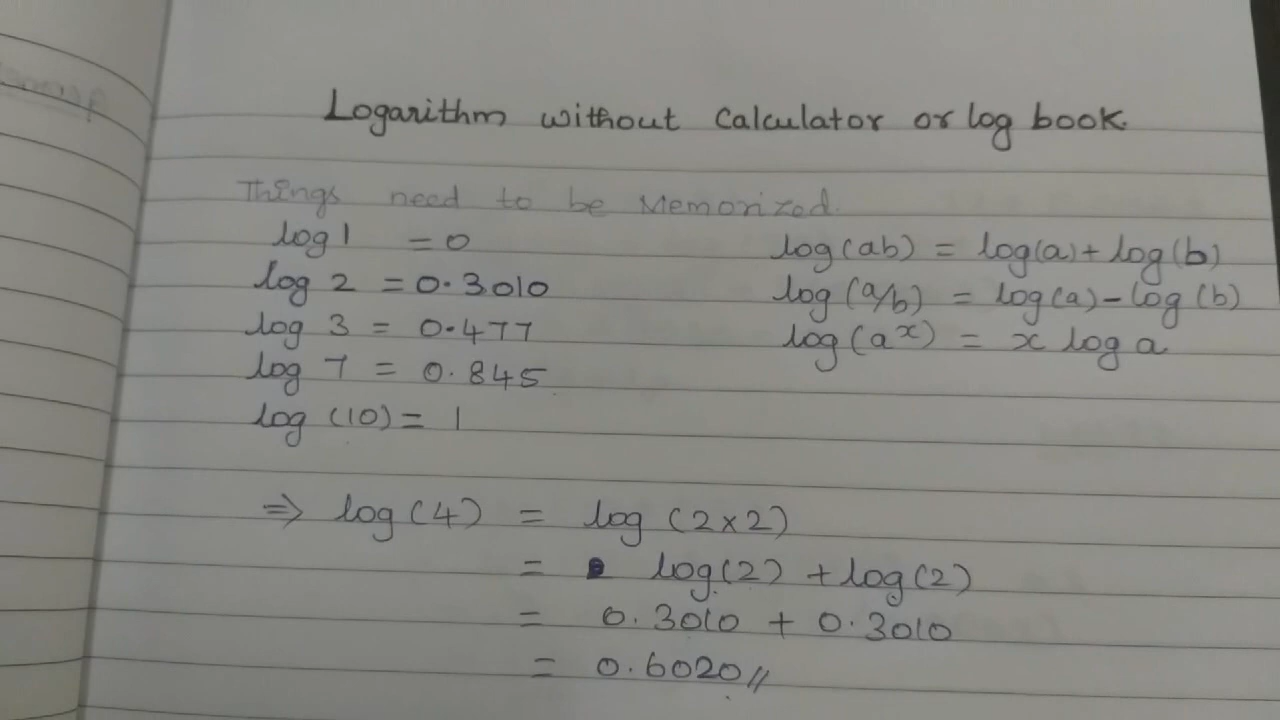 Logarithm without Calculator or log book.
Things need to be Memorized.
log 1 = 0
log 2 = 0.3010
log 3 = 0.477
log 7 = 0.845
log (10) = 1
log(ab) = log(a) + log(b)
log(a/b) = log(a) - log(b)
log(aˣ) = x log a
⇒ log(4) = log (2×2)
= log(2) + log(2)
= 0.3010 + 0.3010
= 0.6020//